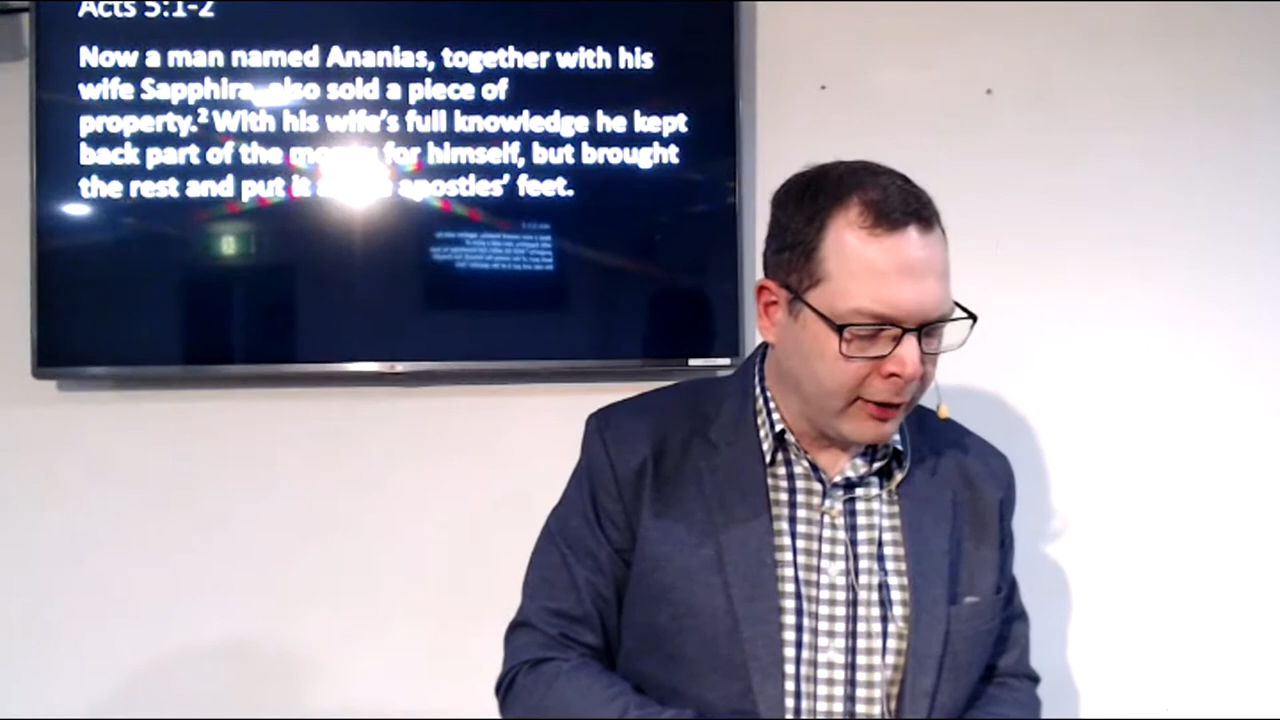 Acts 5:1-2
Now a man named Ananias, together with his
wife Sapphira, also sold a piece of
property.² With his wife's full knowledge he kept
back part of the money for himself, but brought
the rest and put it apostles' feet.